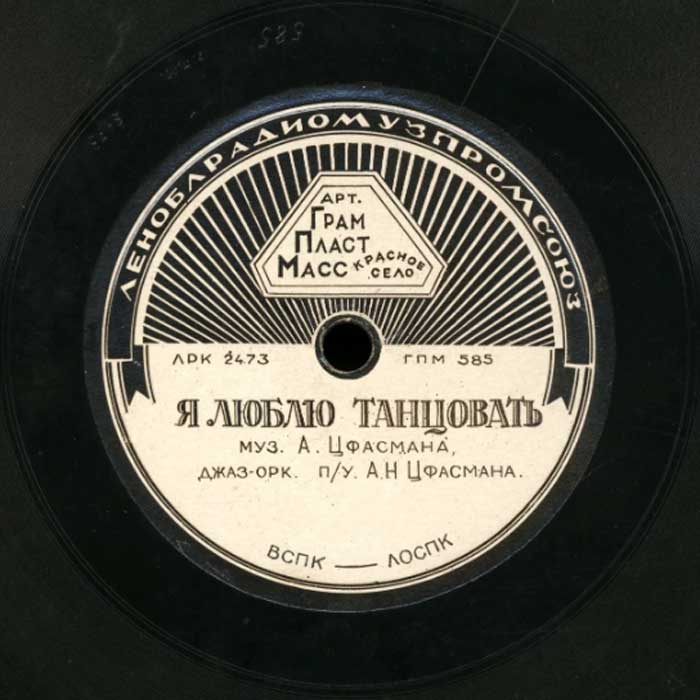 585
ЛЕНОБЛРАДИОМУЗПРОМСОЮЗ
АРТ.
ГРАМ
ПЛАСТ
МАСС КРАСНОЕ
СЕЛО
ЛРК 2473 ГПМ 585
Я ЛЮБЛЮ ТАНЦОВАТЬ
МУЗ. А. ЦФАСМАНА,
ДЖАЗ-ОРК. П/У. А.Н ЦФАСМАНА.
ВСПК — ЛОСПК